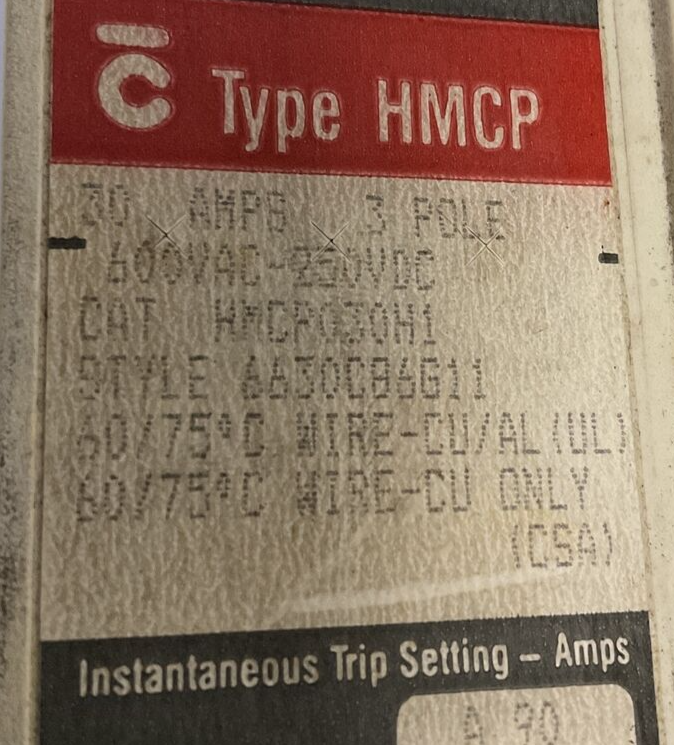 Type HMCP
30 AMPS 3 POLE
600VAC-250VDC
CAT HMCP030H1
STYLE 6630C86G11
60/75°C WIRE-CU/AL(UL)
60/75°C WIRE-CU ONLY
(CSA)
Instantaneous Trip Setting – Amps
A 90